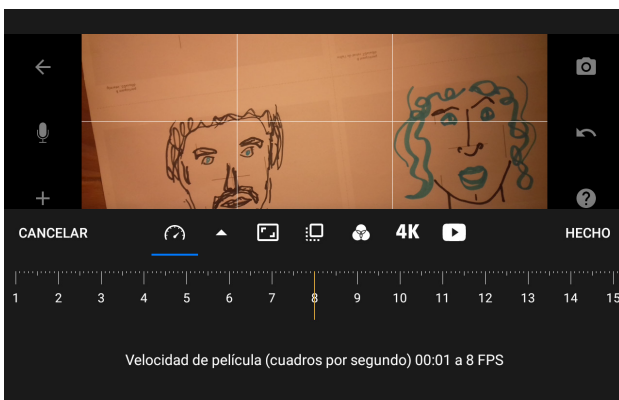 CANCELAR 4K HECHO
1 2 3 4 5 6 7 8 9 10 11 12 13 14 15
Velocidad de película (cuadros por segundo) 00:01 a 8 FPS